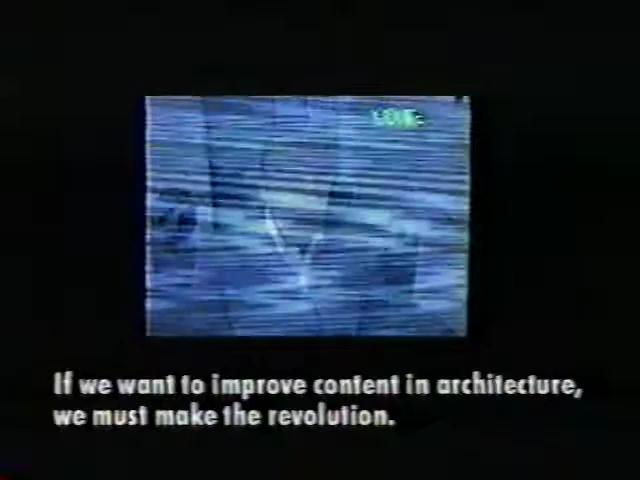 If we want to improve content in architecture,
we must make the revolution.